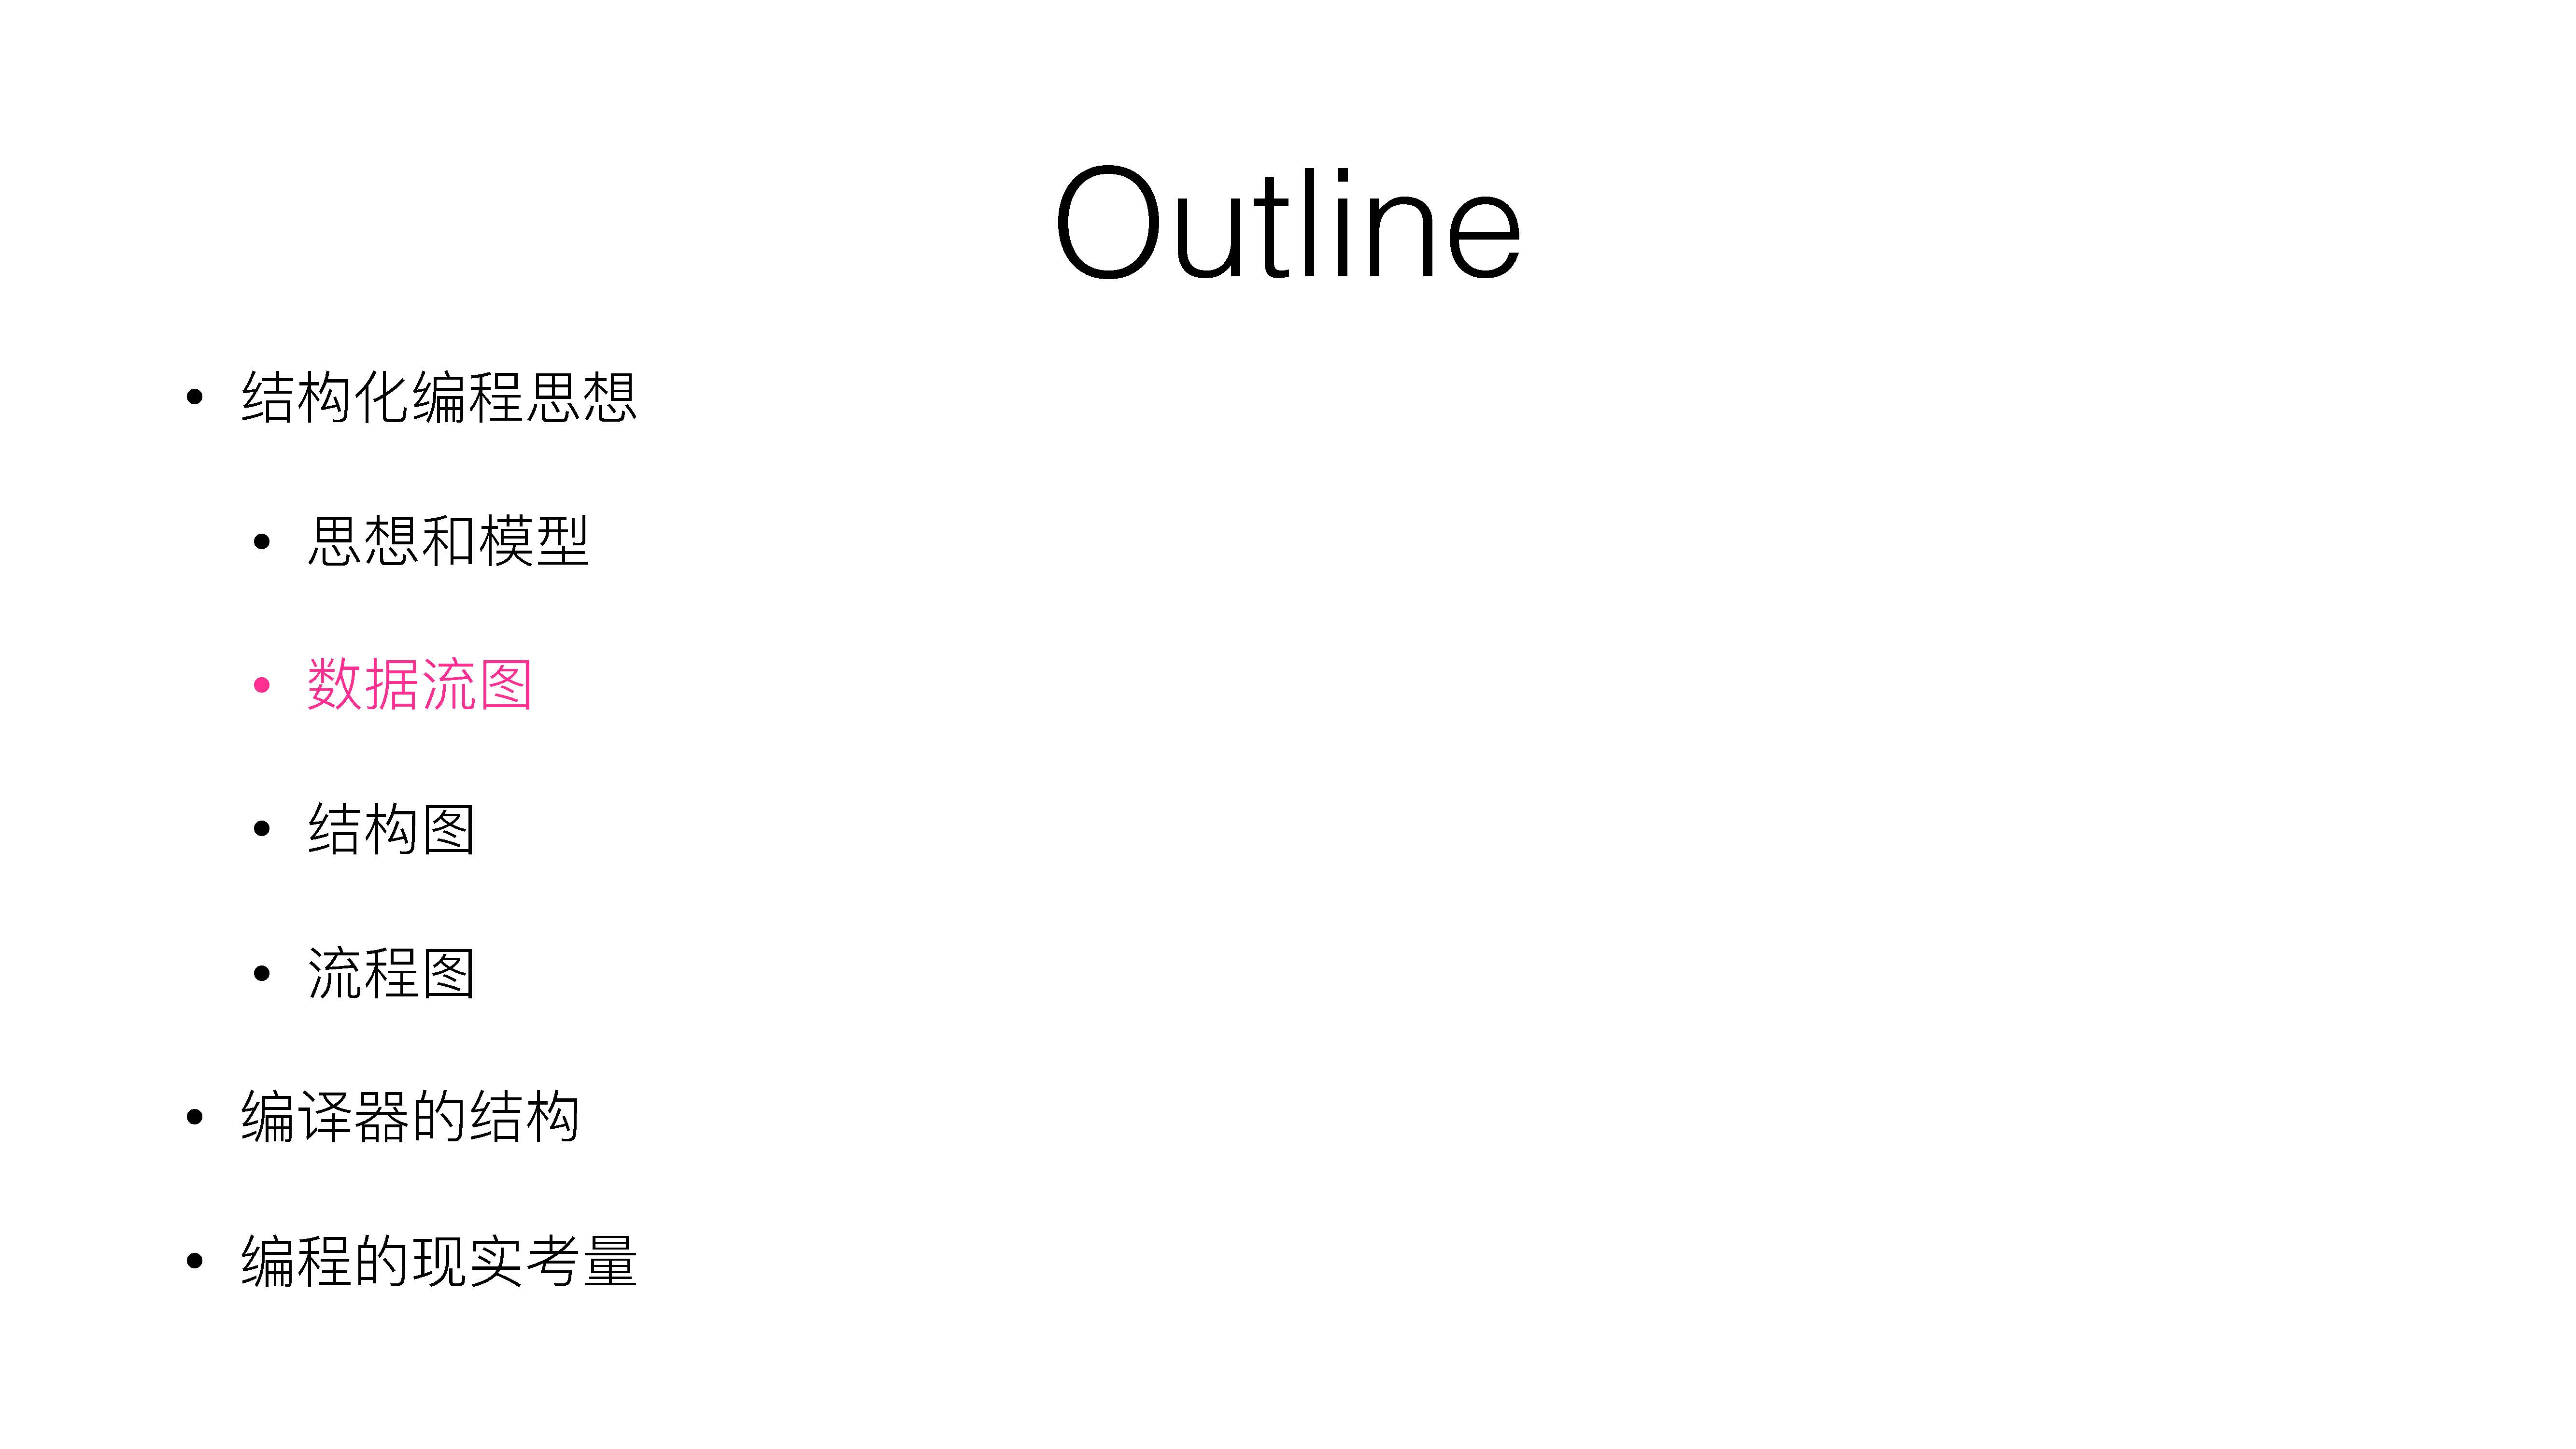 Outline
• 结构化编程思想
• 思想和模型
• 数据流图
• 结构图
• 流程图
• 编译器的结构
• 编程的现实考量